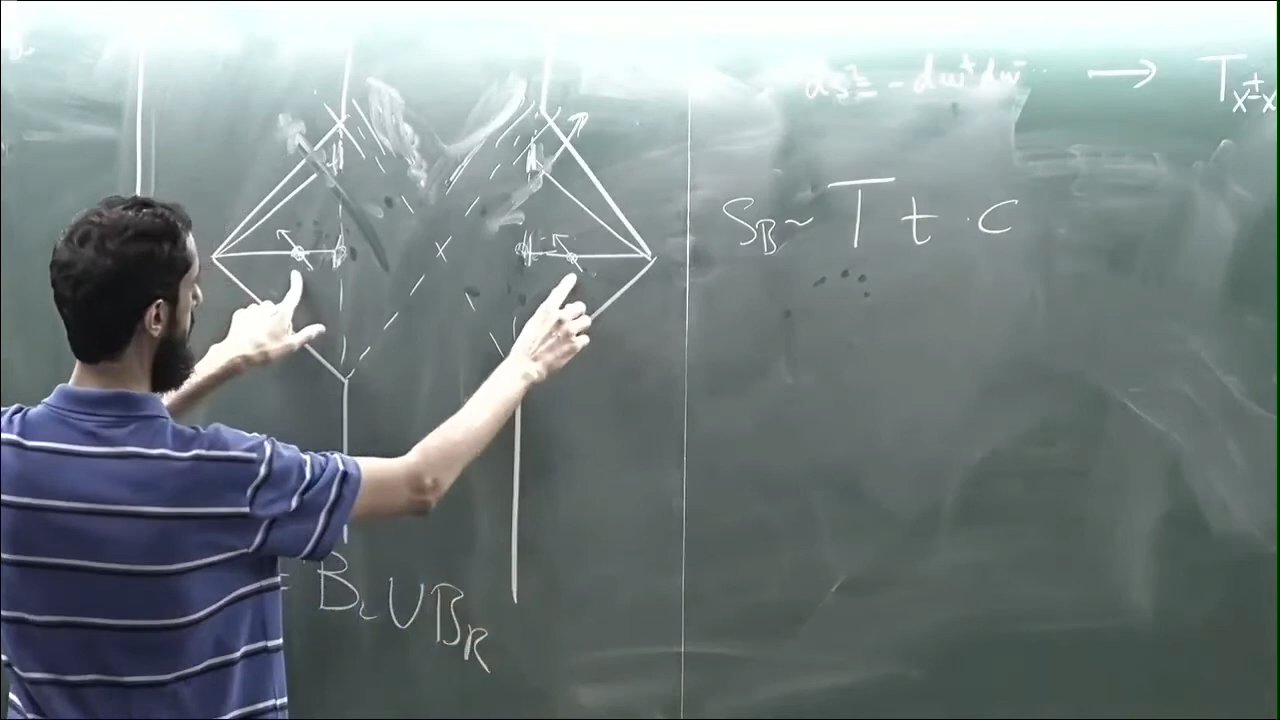 ds² = - dw⁺dw⁻ → T_{x^±x
S_B ~ T t · c
= B_L ∪ B_R